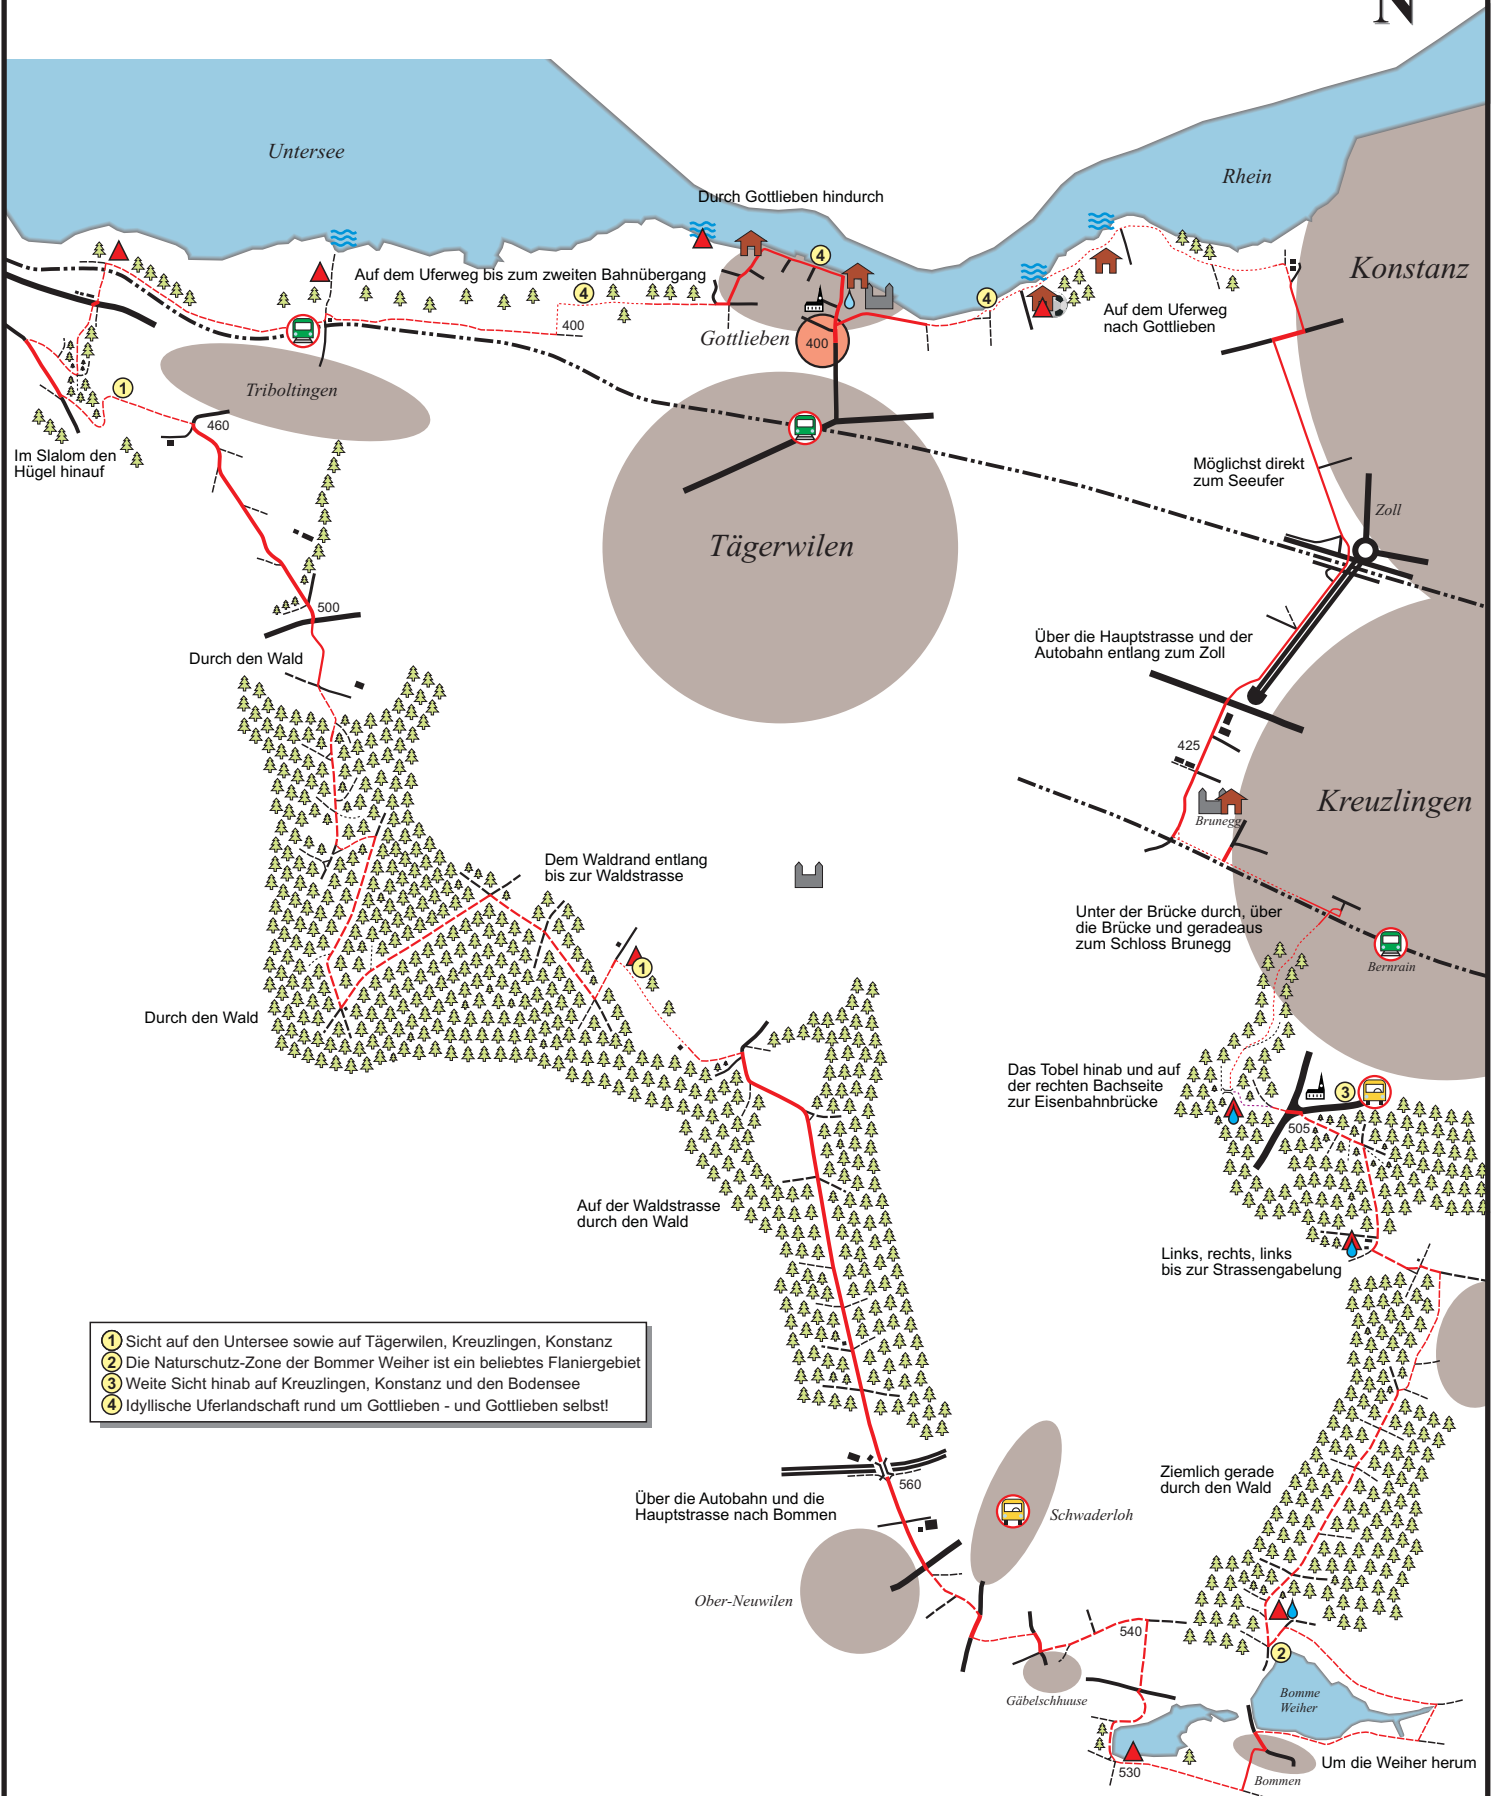 N
Untersee
Rhein
Durch Gottlieben hindurch
Konstanz
Auf dem Uferweg bis zum zweiten Bahnübergang
4
4
4
Auf dem Uferweg
nach Gottlieben
400
Gottlieben
400
Triboltingen
1
460
Im Slalom den
Hügel hinauf
Möglichst direkt
zum Seeufer
Zoll
Tägerwilen
500
Über die Hauptstrasse und der
Autobahn entlang zum Zoll
Durch den Wald
425
Kreuzlingen
Brunegg
Dem Waldrand entlang
bis zur Waldstrasse
Unter der Brücke durch, über
die Brücke und geradeaus
zum Schloss Brunegg
Bernrain
1
Durch den Wald
Das Tobel hinab und auf
der rechten Bachseite
zur Eisenbahnbrücke
3
505
Auf der Waldstrasse
durch den Wald
Links, rechts, links
bis zur Strassengabelung
1 Sicht auf den Untersee sowie auf Tägerwilen, Kreuzlingen, Konstanz
2 Die Naturschutz-Zone der Bommer Weiher ist ein beliebtes Flaniergebiet
3 Weite Sicht hinab auf Kreuzlingen, Konstanz und den Bodensee
4 Idyllische Uferlandschaft rund um Gottlieben - und Gottlieben selbst!
Ziemlich gerade
durch den Wald
560
Über die Autobahn und die
Hauptstrasse nach Bommen
Schwaderloh
Ober-Neuwilen
540
2
Gäbelschhuuse
Bomme
Weiher
Um die Weiher herum
530
Bommen